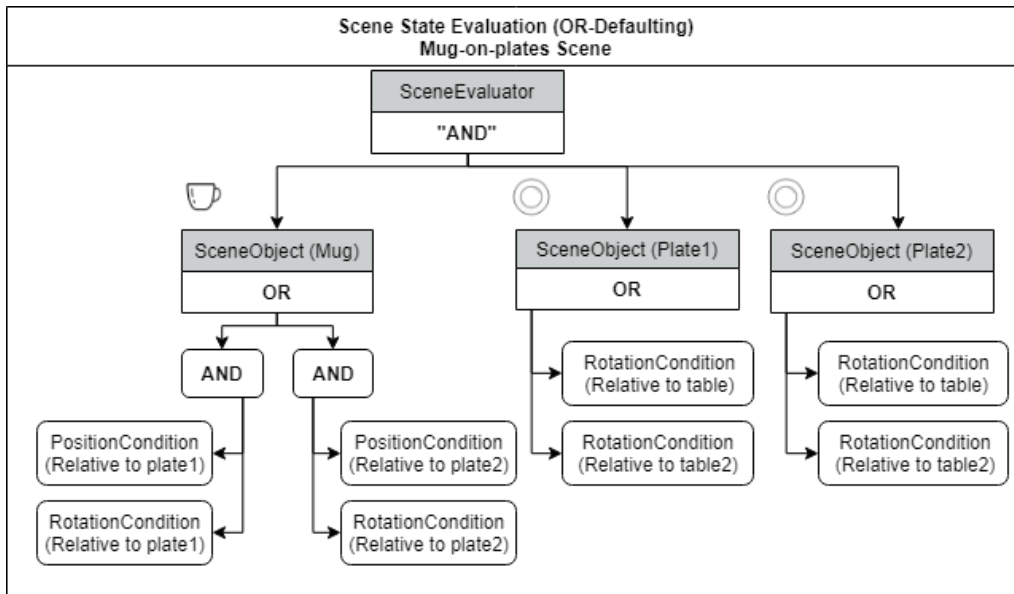 Scene State Evaluation (OR-Defaulting)
Mug-on-plates Scene
SceneEvaluator
"AND"
SceneObject (Mug)
OR
SceneObject (Plate1)
OR
SceneObject (Plate2)
OR
AND
AND
PositionCondition
(Relative to plate1)
RotationCondition
(Relative to plate1)
PositionCondition
(Relative to plate2)
RotationCondition
(Relative to plate2)
RotationCondition
(Relative to table)
RotationCondition
(Relative to table2)
RotationCondition
(Relative to table)
RotationCondition
(Relative to table2)